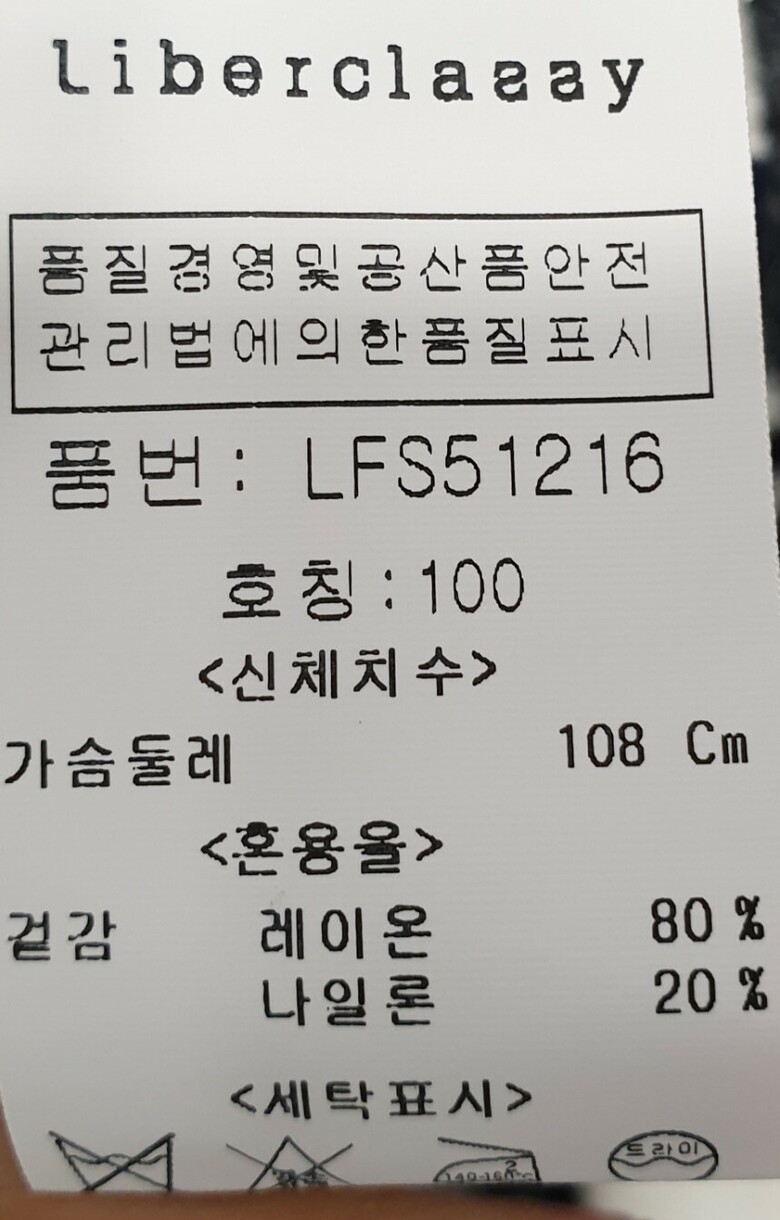 liberclassy
품질경영및공산품안전
관리법에의한품질표시
품번: LFS51216
호칭:100
<신체치수>
가슴둘레 108 Cm
<혼용율>
겉감 레이온 80 %
나일론 20 %
<세탁표시>
드라이